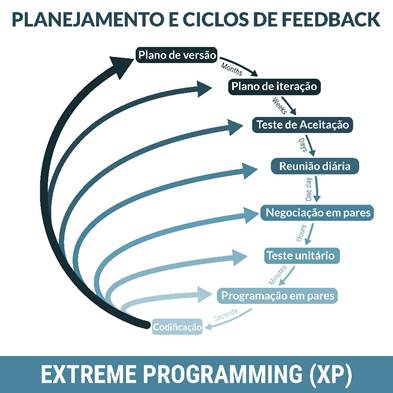 PLANEJAMENTO E CICLOS DE FEEDBACK
Plano de versão
Months
Plano de iteração
Weeks
Teste de Aceitação
Days
Reunião diária
One day
Negociação em pares
Hours
Teste unitário
Minutes
Programação em pares
Seconds
Codificação
EXTREME PROGRAMMING (XP)